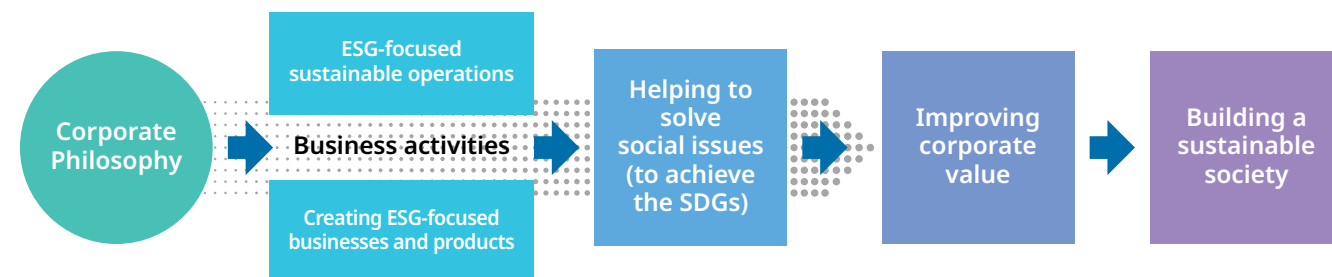 Corporate
Philosophy
ESG-focused
sustainable operations
Business activities
Creating ESG-focused
businesses and products
Helping to
solve
social issues
(to achieve
the SDGs)
Improving
corporate
value
Building a
sustainable
society